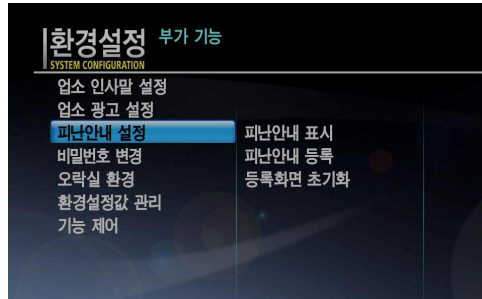 환경설정 부가 기능
SYSTEM CONFIGURATION
업소 인사말 설정
업소 광고 설정
피난안내 설정 피난안내 표시
비밀번호 변경 피난안내 등록
오락실 환경 등록화면 초기화
환경설정값 관리
기능 제어